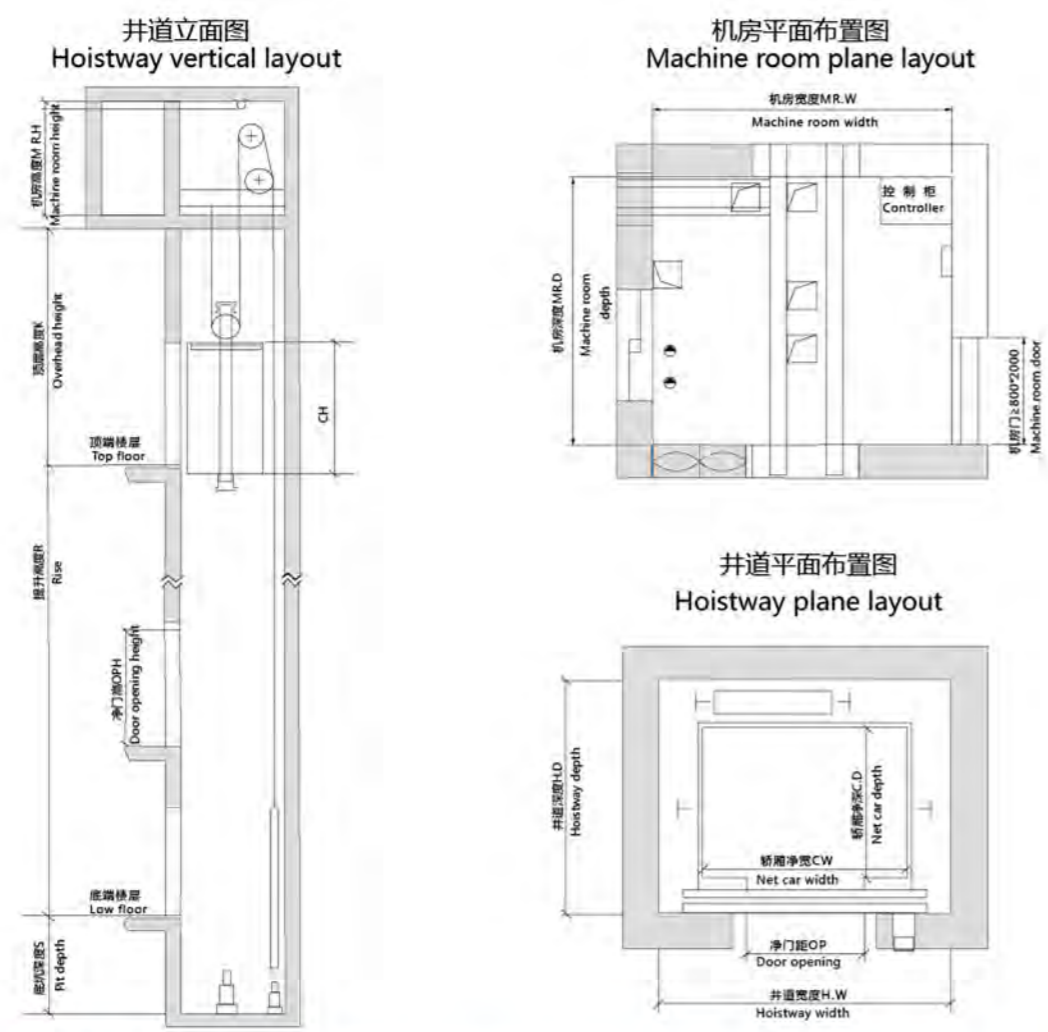 井道立面图
Hoistway vertical layout
机房高度M R.H
Machine room height
顶层高度K
Overhead height
CH
顶端楼层
Top floor
提升高度R
Rise
净门高OPH
Door opening height
底端楼层
Low floor
底坑深度S
Pit depth
机房平面布置图
Machine room plane layout
机房宽度MR.W
Machine room width
控制柜
Controller
机房深度MR.D
Machine room
depth
机房门≥800*2000
Machine room door
井道平面布置图
Hoistway plane layout
井道深度H.D
Hoistway depth
轿厢净深C.D
Net car depth
轿厢净宽CW
Net car width
净门距OP
Door opening
井道宽度H.W
Hoistway width